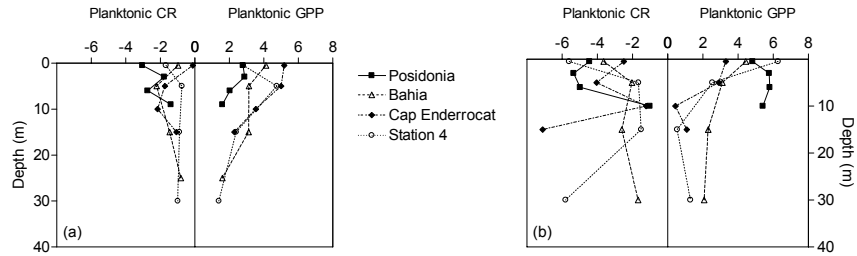 Planktonic CR Planktonic GPP
-6 -4 -2 0 2 4 6 8
0
10
20
30
40
Depth (m)
(a)
Posidonia
Bahia
Cap Enderrocat
Station 4
Planktonic CR Planktonic GPP
-6 -4 -2 0 2 4 6 8
10
20
30
40
Depth (m)
(b)